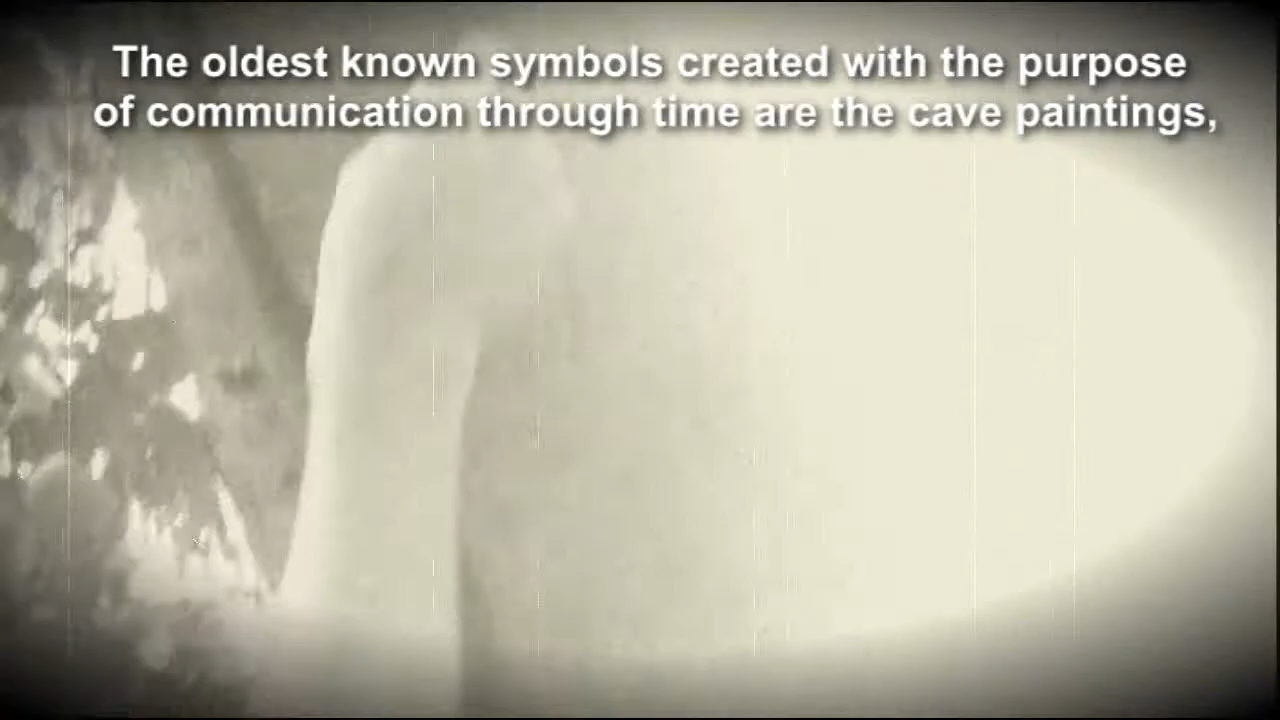 The oldest known symbols created with the purpose
of communication through time are the cave paintings,